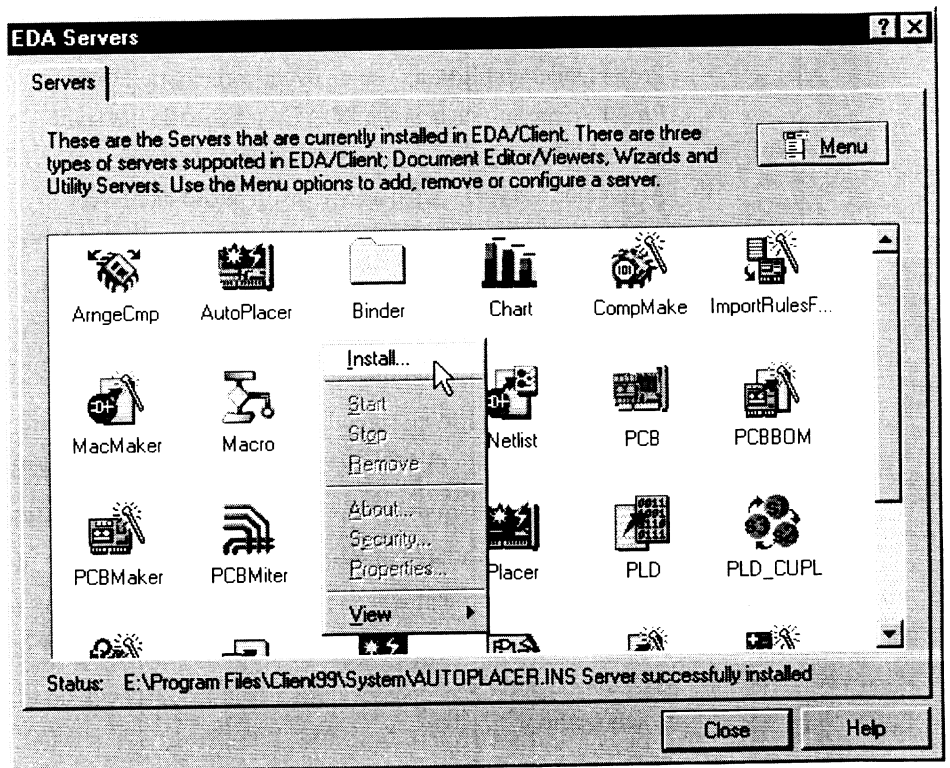 EDA Servers
Servers
These are the Servers that are currently installed in EDA/Client. There are three
types of servers supported in EDA/Client; Document Editor/Viewers, Wizards and
Utility Servers. Use the Menu options to add, remove or configure a server.
Menu
ArngeCmp AutoPlacer Binder Chart CompMake ImportRulesF...
Install...
Start
Stop
Remove
About...
Security...
Properties...
View
MacMaker Macro Netlist PCB PCBBOM
PCBMaker PCBMiter Placer PLD PLD_CUPL
Status: E:\Program Files\Client99\System\AUTOPLACER.INS Server successfully installed
Close Help